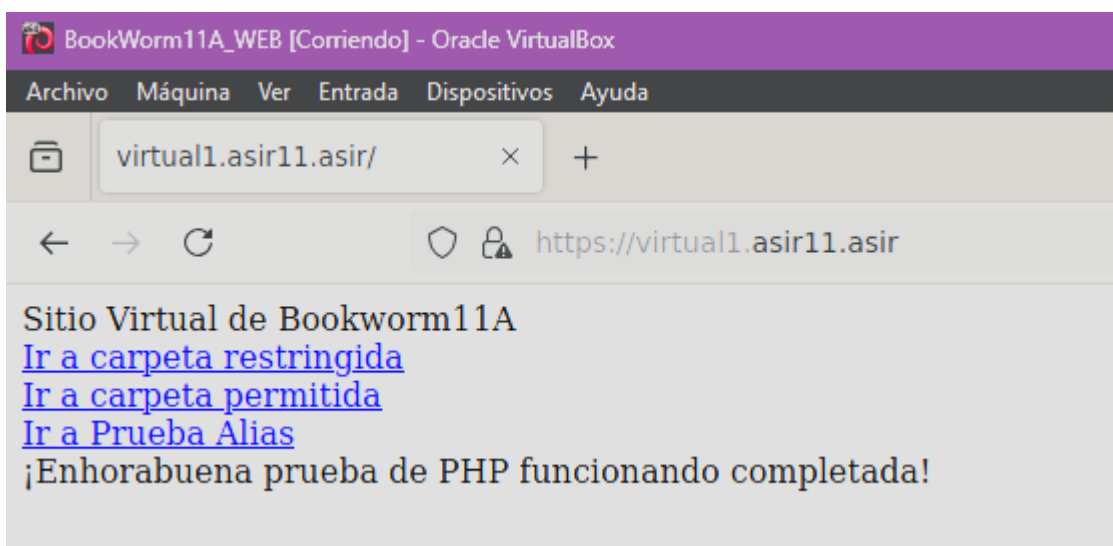 BookWorm11A_WEB [Corriendo] - Oracle VirtualBox
Archivo Máquina Ver Entrada Dispositivos Ayuda
virtual1.asir11.asir/
https://virtual1.asir11.asir
Sitio Virtual de Bookworm11A
Ir a carpeta restringida
Ir a carpeta permitida
Ir a Prueba Alias
¡Enhorabuena prueba de PHP funcionando completada!